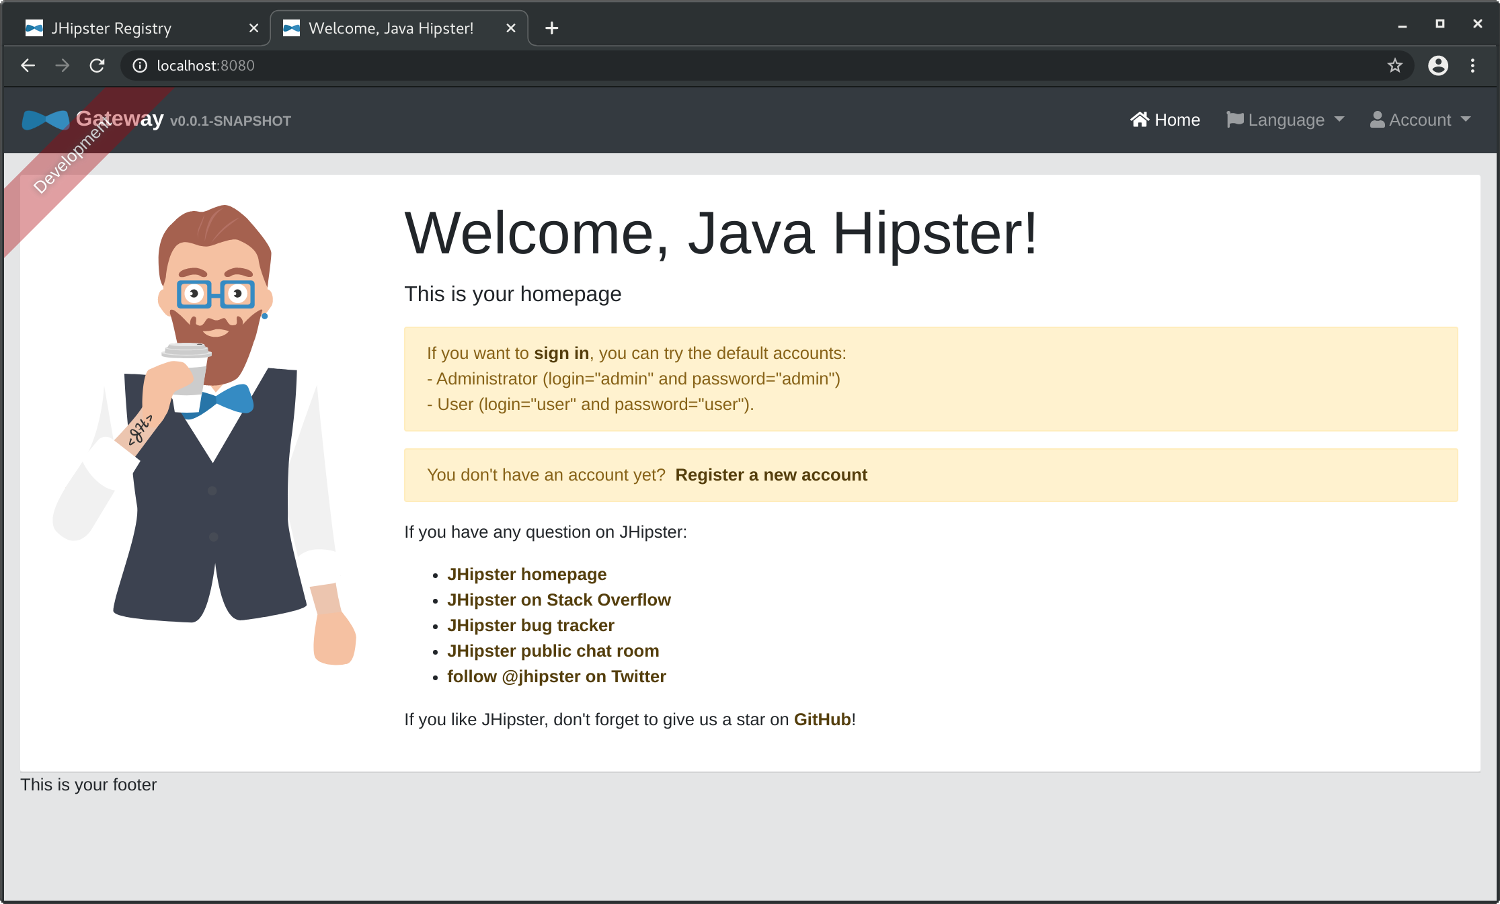 JHipster Registry
Welcome, Java Hipster!
localhost:8080
Gateway v0.0.1-SNAPSHOT
Home
Language
Account
Development
Welcome, Java Hipster!
This is your homepage
If you want to sign in, you can try the default accounts:
- Administrator (login="admin" and password="admin")
- User (login="user" and password="user").
You don't have an account yet? Register a new account
<JH>
If you have any question on JHipster:
• JHipster homepage
• JHipster on Stack Overflow
• JHipster bug tracker
• JHipster public chat room
• follow @jhipster on Twitter
If you like JHipster, don't forget to give us a star on GitHub!
This is your footer